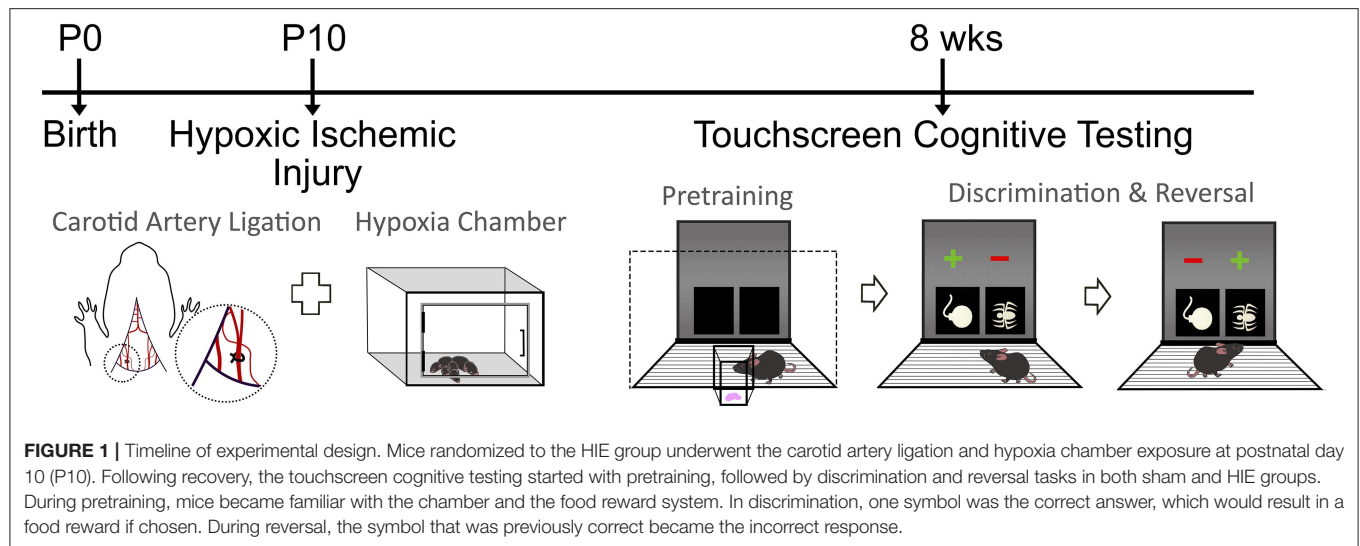 P0 P10 8 wks
Birth Hypoxic Ischemic Touchscreen Cognitive Testing
Injury
Pretraining Discrimination & Reversal
Carotid Artery Ligation Hypoxia Chamber
+ − − +
FIGURE 1 | Timeline of experimental design. Mice randomized to the HIE group underwent the carotid artery ligation and hypoxia chamber exposure at postnatal day
10 (P10). Following recovery, the touchscreen cognitive testing started with pretraining, followed by discrimination and reversal tasks in both sham and HIE groups.
During pretraining, mice became familiar with the chamber and the food reward system. In discrimination, one symbol was the correct answer, which would result in a
food reward if chosen. During reversal, the symbol that was previously correct became the incorrect response.